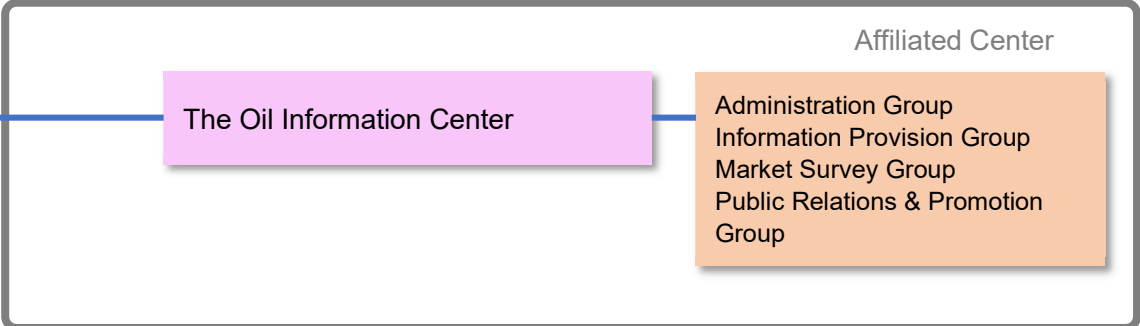 Affiliated Center
The Oil Information Center
Administration Group
Information Provision Group
Market Survey Group
Public Relations & Promotion
Group